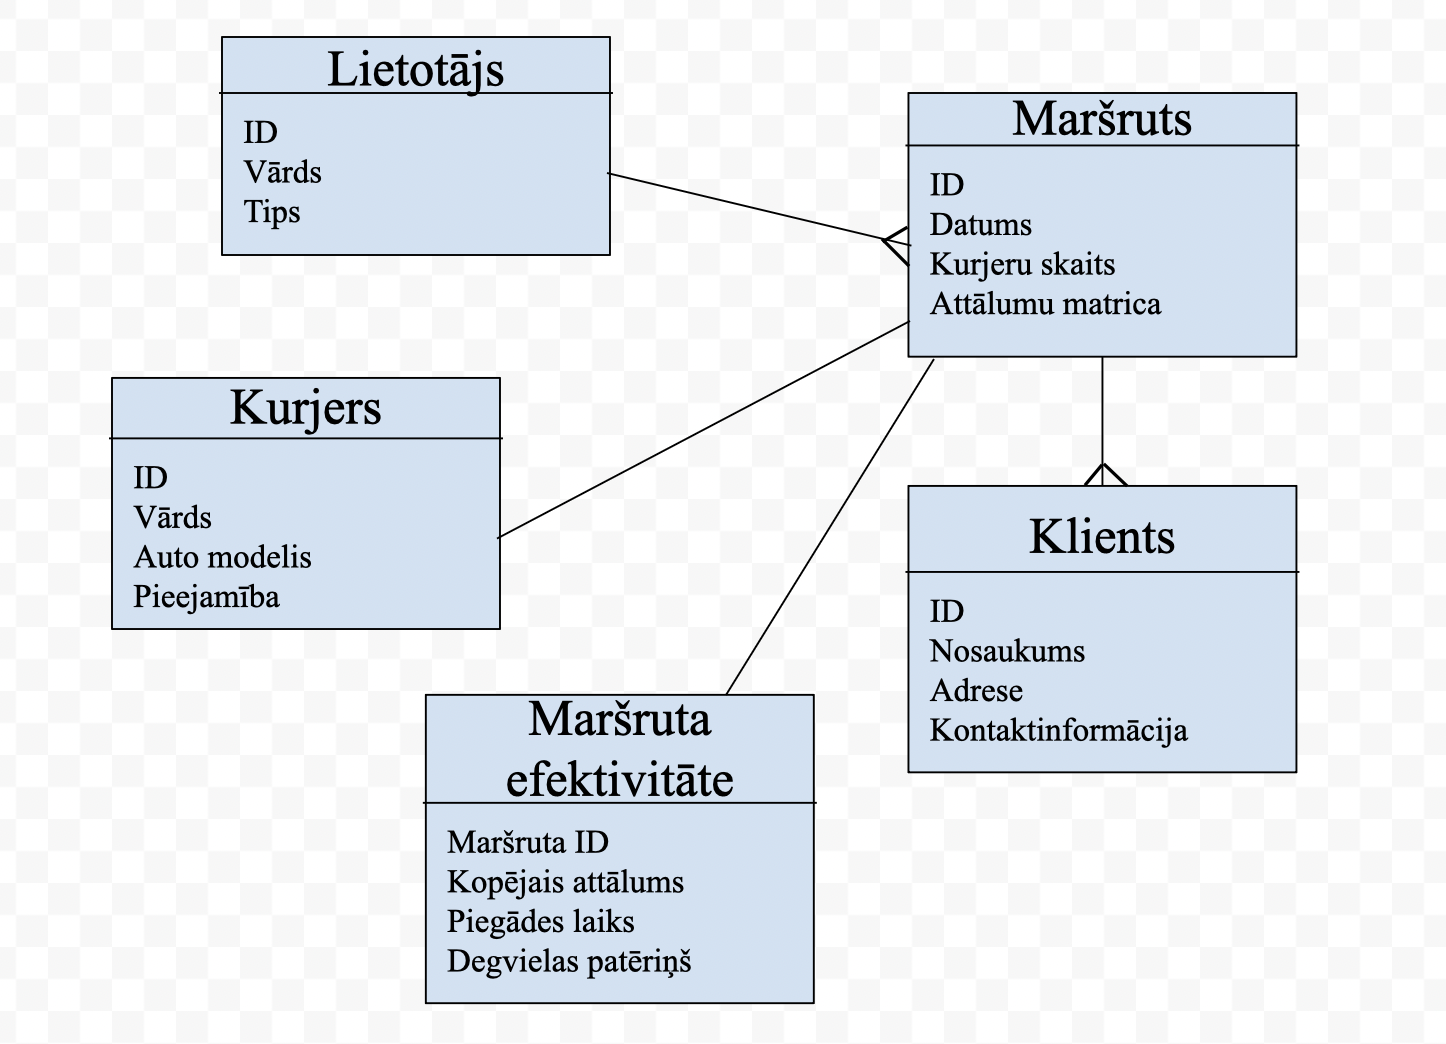 Lietotājs
ID
Vārds
Tips
Maršruts
ID
Datums
Kurjeru skaits
Attālumu matrica
Kurjers
ID
Vārds
Auto modelis
Pieejamība
Klients
ID
Nosaukums
Adrese
Kontaktinformācija
Maršruta
efektivitāte
Maršruta ID
Kopējais attālums
Piegādes laiks
Degvielas patēriņš